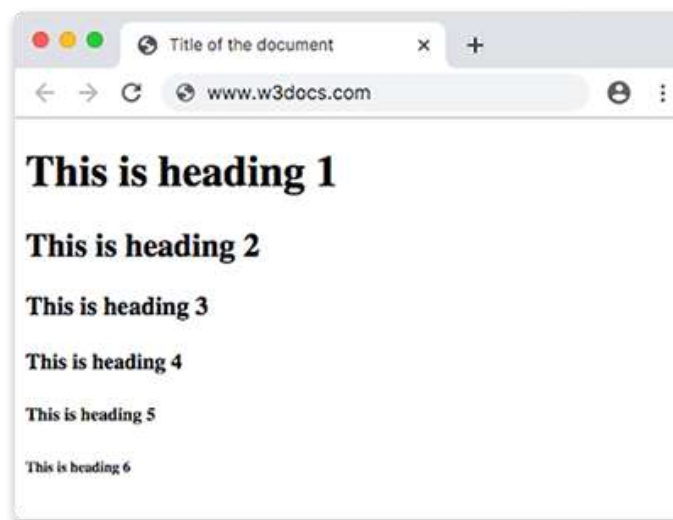 Title of the document
www.w3docs.com
This is heading 1
This is heading 2
This is heading 3
This is heading 4
This is heading 5
This is heading 6